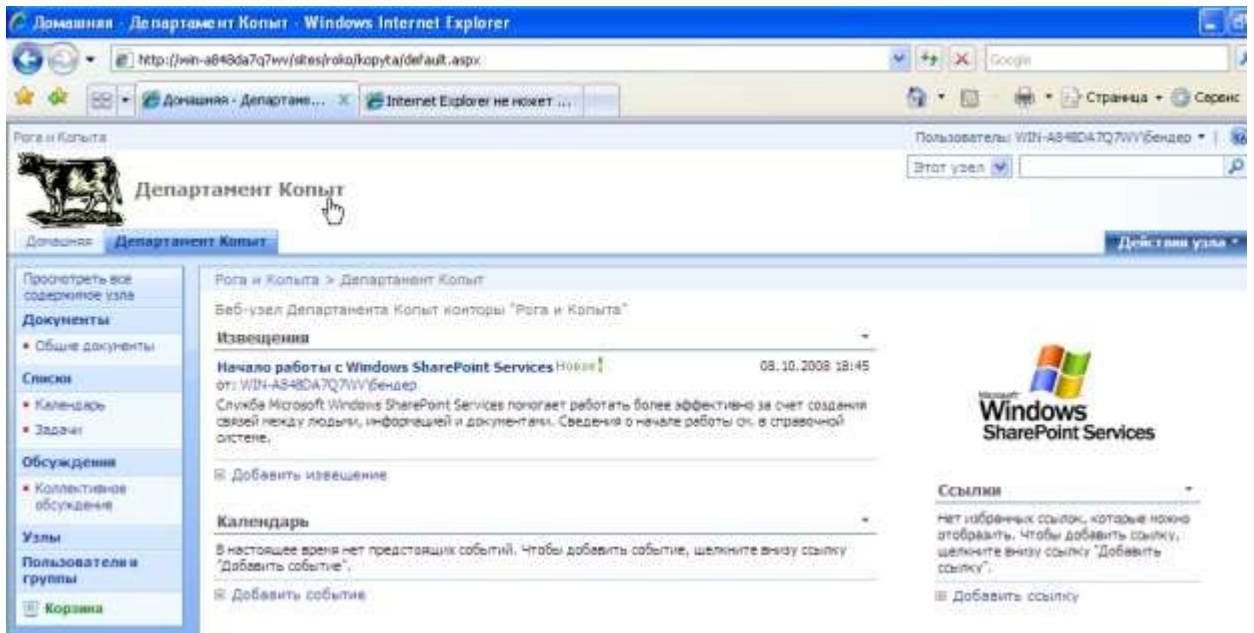 Домашняя - Департамент Копыт - Windows Internet Explorer
http://win-a848da7q7wv/sites/roko/kopyta/default.aspx
Google
Домашняя - Департаме...
Internet Explorer не может ...
Страница
Сервис
Рога и Копыта
Пользователь: WIN-A848DA7Q7WV\бендер
Департамент Копыт
Этот узел
Домашняя
Департамент Копыт
Действия узла
Просмотреть все
содержимое узла
Документы
Общие документы
Списки
Календарь
Задачи
Обсуждения
Коллективное
обсуждение
Узлы
Пользователи и
группы
Корзина
Рога и Копыта > Департамент Копыт
Веб-узел Департамента Копыт конторы "Рога и Копыта"
Извещения
Начало работы с Windows SharePoint Services Новое!
08.10.2008 18:45
от: WIN-A848DA7Q7WV\бендер
Служба Microsoft Windows SharePoint Services помогает работать более эффективно за счет создания
связей между людьми, информацией и документами. Сведения о начале работы см. в справочной
системе.
Добавить извещение
Календарь
В настоящее время нет предстоящих событий. Чтобы добавить событие, щелкните внизу ссылку
"Добавить событие".
Добавить событие
Microsoft
Windows
SharePoint Services
Ссылки
Нет избранных ссылок, которые можно
отобразить. Чтобы добавить ссылку,
щелкните внизу ссылку "Добавить
ссылку".
Добавить ссылку